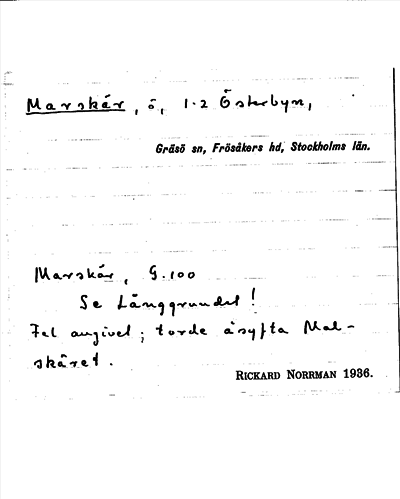 Marskär, ö, 1-2 Österbyn,
Gräsö sn, Frösåkers hd, Stockholms län.
Marskär, G.100
Se Långgrundet!
Fel angivet; torde åsyfta Mal-
skäret.
RICKARD NORRMAN 1936.